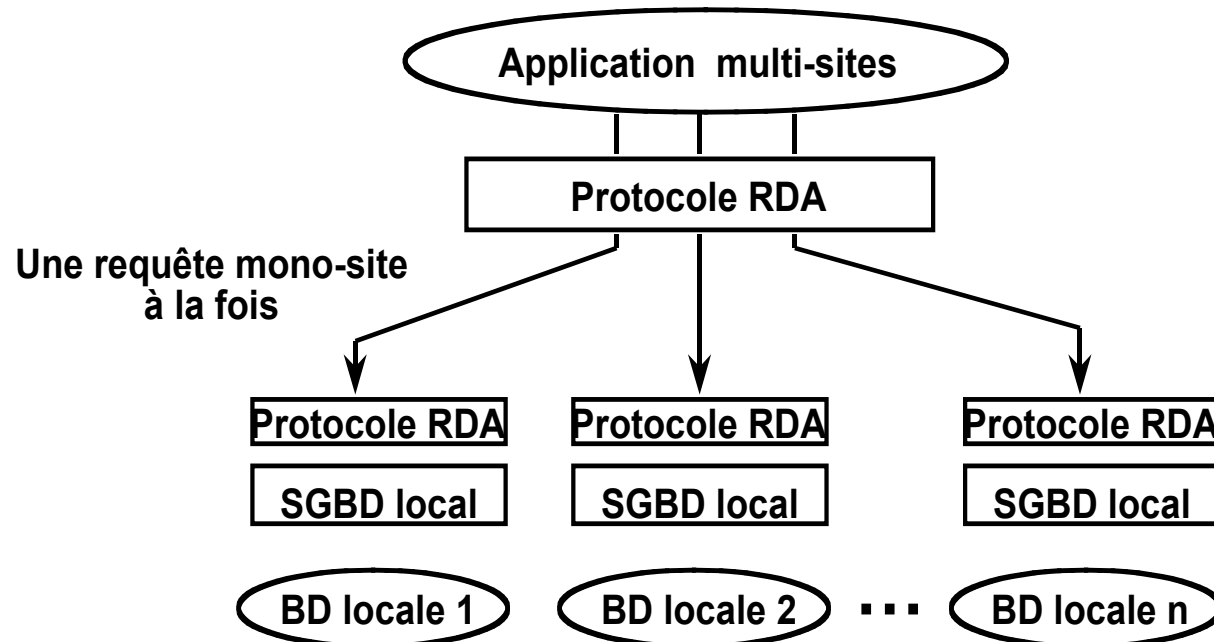 Application multi-sites
Protocole RDA
Une requête mono-site
à la fois
Protocole RDA
Protocole RDA
Protocole RDA
SGBD local
SGBD local
SGBD local
BD locale 1
BD locale 2
...
BD locale n